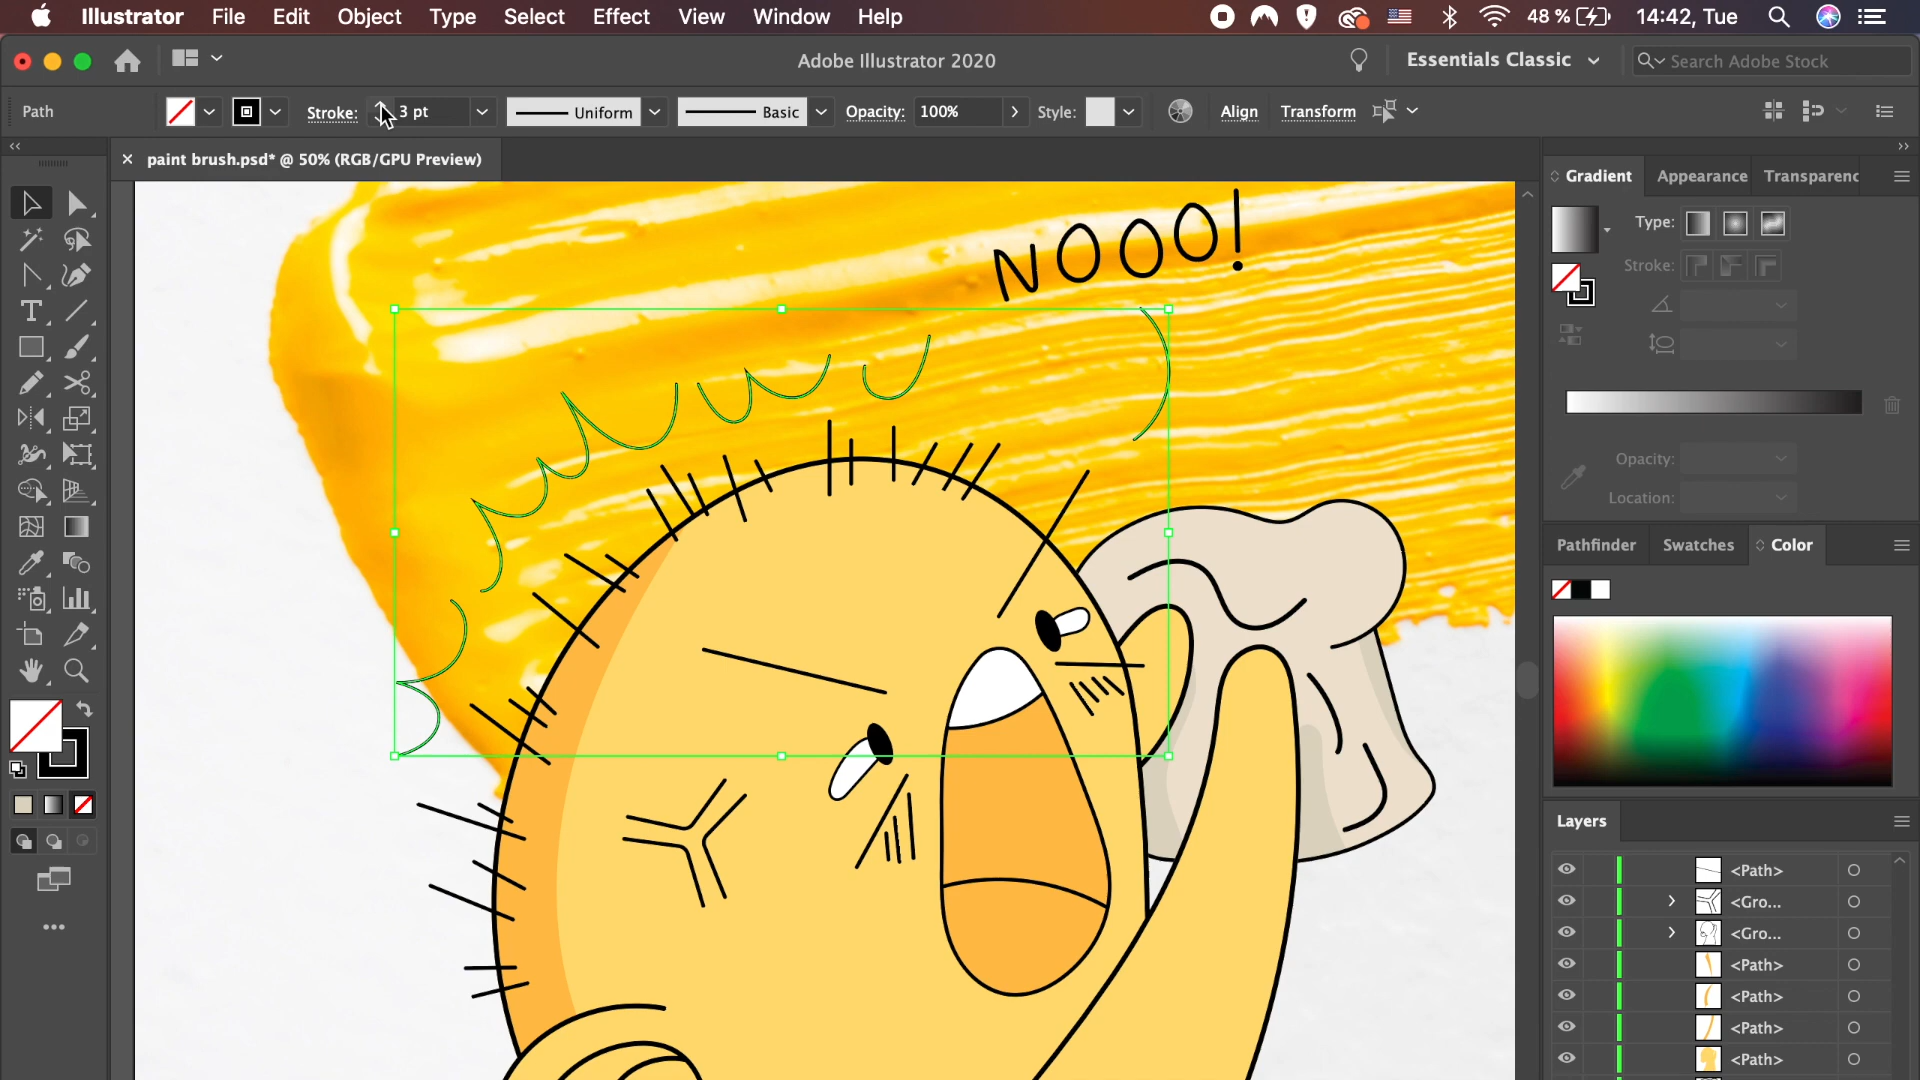 Illustrator File Edit Object Type Select Effect View Window Help 48 % 14:42, Tue
Adobe Illustrator 2020 Essentials Classic Search Adobe Stock
Path Stroke: 3 pt Uniform Basic Opacity: 100% Style: Align Transform
paint brush.psd* @ 50% (RGB/GPU Preview)
NOOO!
Gradient Appearance Transparenc
Type:
Stroke:
Opacity:
Location:
Pathfinder Swatches Color
Layers
<Path>
<Gro...
<Gro...
<Path>
<Path>
<Path>
<Path>